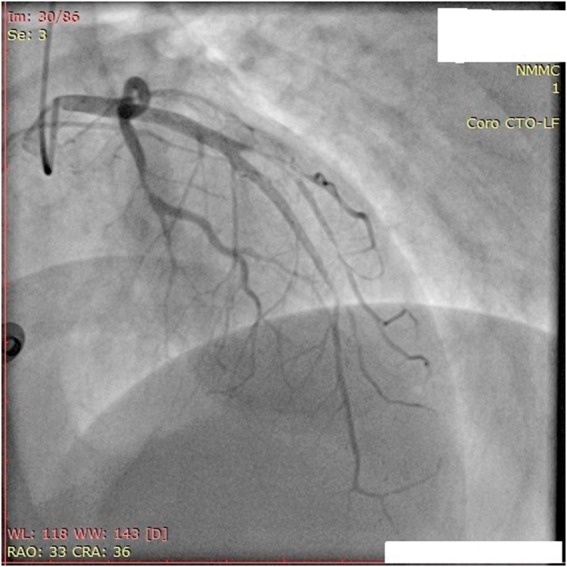 Im: 30/86
Se: 3
NMMC
1
Coro CTO-LF
WL: 118 WW: 143 [D]
RAO: 33 CRA: 36